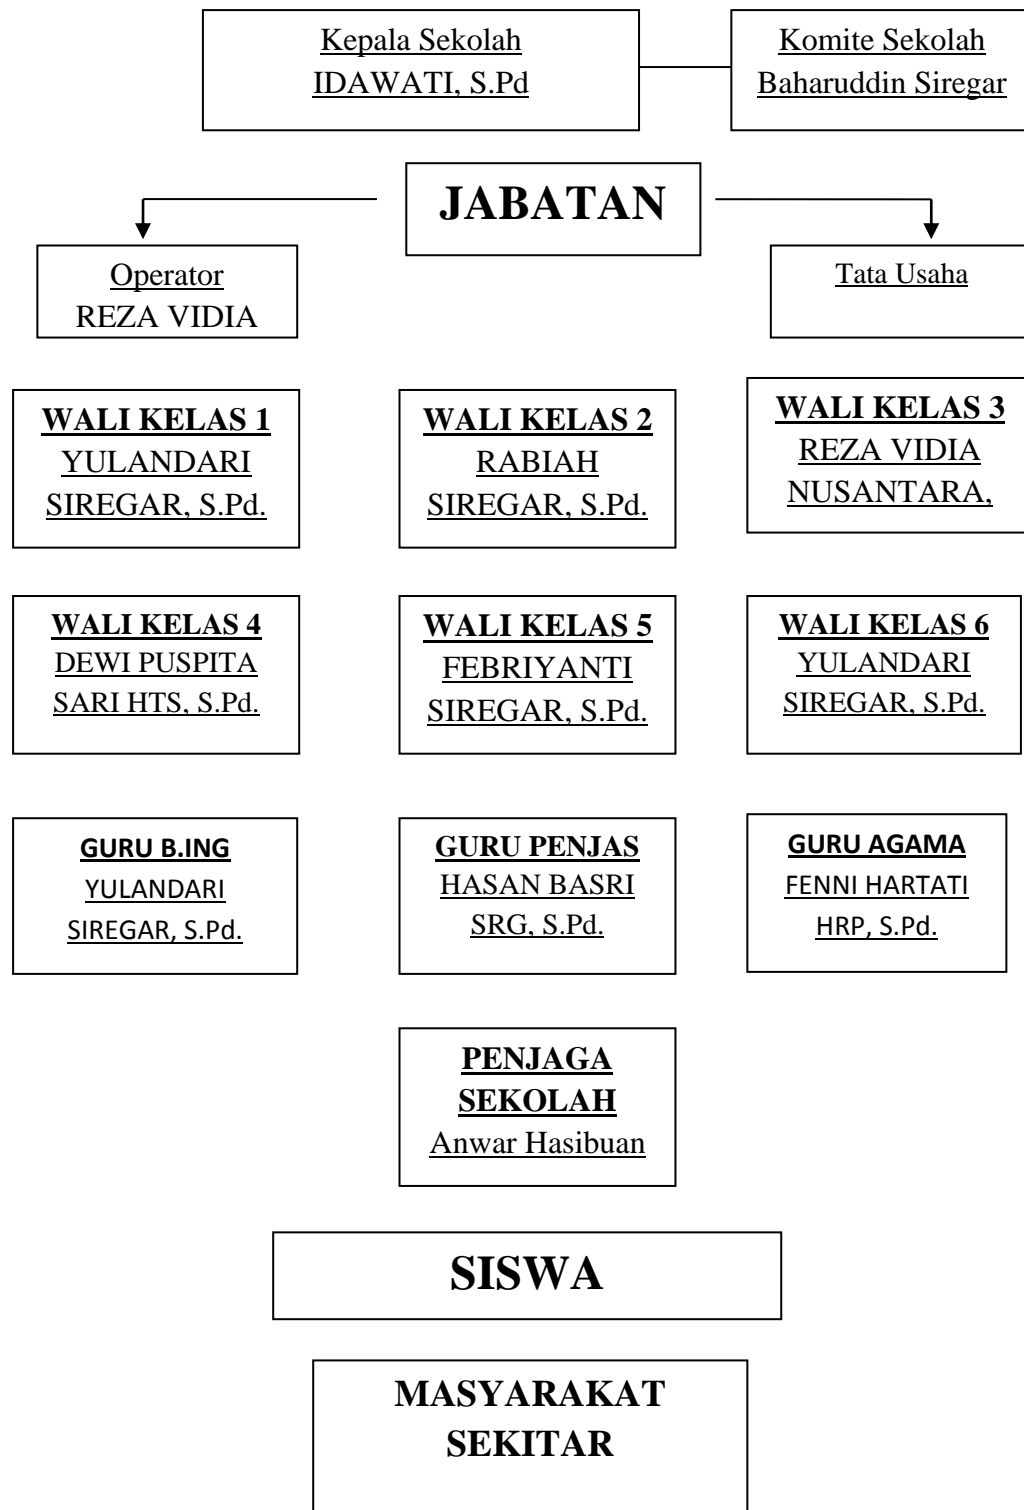 Kepala Sekolah
IDAWATI, S.Pd
Komite Sekolah
Baharuddin Siregar
JABATAN
Operator
REZA VIDIA
Tata Usaha
WALI KELAS 1
YULANDARI
SIREGAR, S.Pd.
WALI KELAS 2
RABIAH
SIREGAR, S.Pd.
WALI KELAS 3
REZA VIDIA
NUSANTARA,
WALI KELAS 4
DEWI PUSPITA
SARI HTS, S.Pd.
WALI KELAS 5
FEBRIYANTI
SIREGAR, S.Pd.
WALI KELAS 6
YULANDARI
SIREGAR, S.Pd.
GURU B.ING
YULANDARI
SIREGAR, S.Pd.
GURU PENJAS
HASAN BASRI
SRG, S.Pd.
GURU AGAMA
FENNI HARTATI
HRP, S.Pd.
PENJAGA
SEKOLAH
Anwar Hasibuan
SISWA
MASYARAKAT
SEKITAR